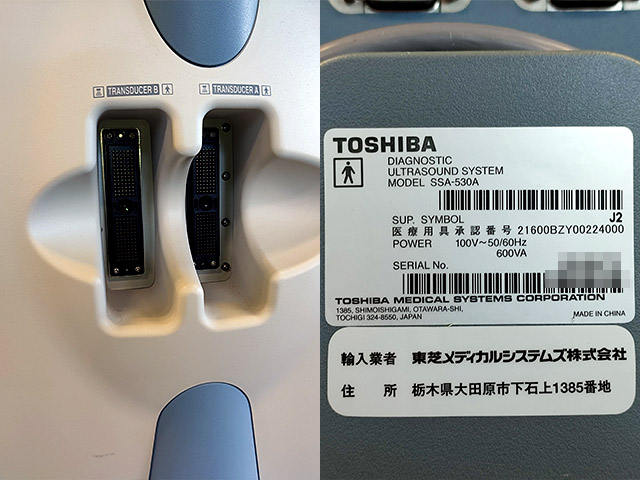 TRANSDUCER B
TRANSDUCER A
TOSHIBA
DIAGNOSTIC
ULTRASOUND SYSTEM
MODEL SSA-530A
SUP. SYMBOL J2
医療用具承認番号 21600BZY00224000
POWER 100V～50/60Hz
600VA
SERIAL No.
TOSHIBA MEDICAL SYSTEMS CORPORATION
1385, SHIMOISHIGAMI, OTAWARA-SHI,
TOCHIGI 324-8550, JAPAN MADE IN CHINA
輸入業者 東芝メディカルシステムズ株式会社
住所 栃木県大田原市下石上1385番地